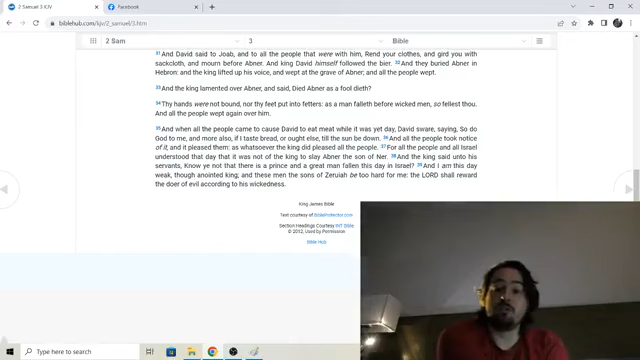 2 Samuel 3 KJV
Facebook
biblehub.com/kjv/2_samuel/3.htm
2 Sam 3 Bible
31 And David said to Joab, and to all the people that were with him, Rend your clothes, and gird you with
sackcloth, and mourn before Abner. And king David himself followed the bier. 32 And they buried Abner in
Hebron: and the king lifted up his voice, and wept at the grave of Abner; and all the people wept.
33 And the king lamented over Abner, and said, Died Abner as a fool dieth?
34 Thy hands were not bound, nor thy feet put into fetters: as a man falleth before wicked men, so fellest thou.
And all the people wept again over him.
35 And when all the people came to cause David to eat meat while it was yet day, David sware, saying, So do
God to me, and more also, if I taste bread, or ought else, till the sun be down. 36 And all the people took notice
of it, and it pleased them: as whatsoever the king did pleased all the people. 37 For all the people and all Israel
understood that day that it was not of the king to slay Abner the son of Ner. 38 And the king said unto his
servants, Know ye not that there is a prince and a great man fallen this day in Israel? 39 And I am this day
weak, though anointed king; and these men the sons of Zeruiah be too hard for me: the LORD shall reward
the doer of evil according to his wickedness.
King James Bible
Text courtesy of BibleProtector.com
Section Headings Courtesy INT Bible
© 2012, Used by Permission
Bible Hub
Type here to search